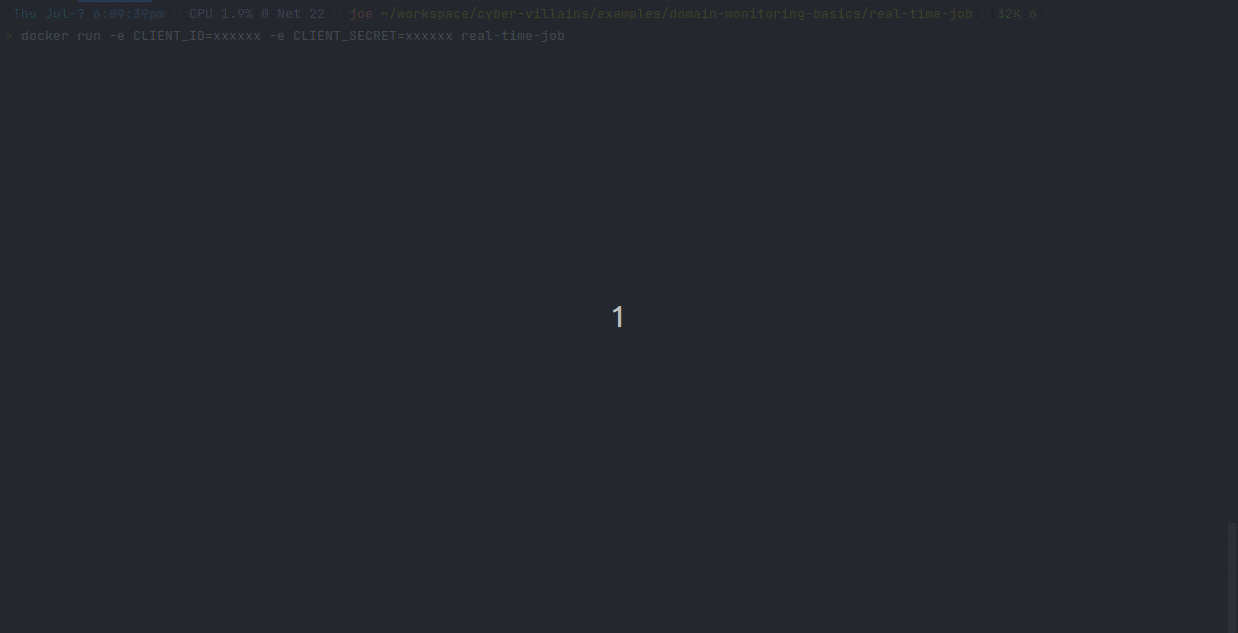 Thu Jul-7 6:09:39pm CPU 1.9% 0 Net 22 joe ~/workspace/cyber-villains/examples/domain-monitoring-basics/real-time-job 32K 6
> docker run -e CLIENT_ID=xxxxxx -e CLIENT_SECRET=xxxxxx real-time-job
1